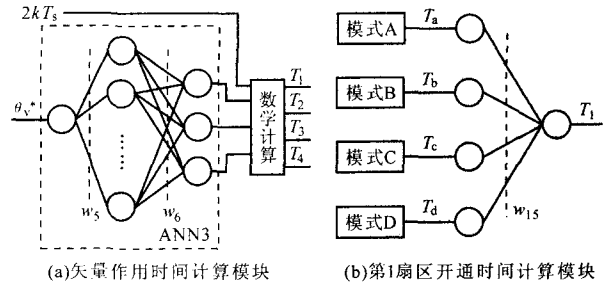 2kTs
θv*
w5
w6
ANN3
数学计算
T1
T2
T3
T4
(a)矢量作用时间计算模块
模式A
Ta
模式B
Tb
模式C
Tc
模式D
Td
w15
T1
(b)第1扇区开通时间计算模块